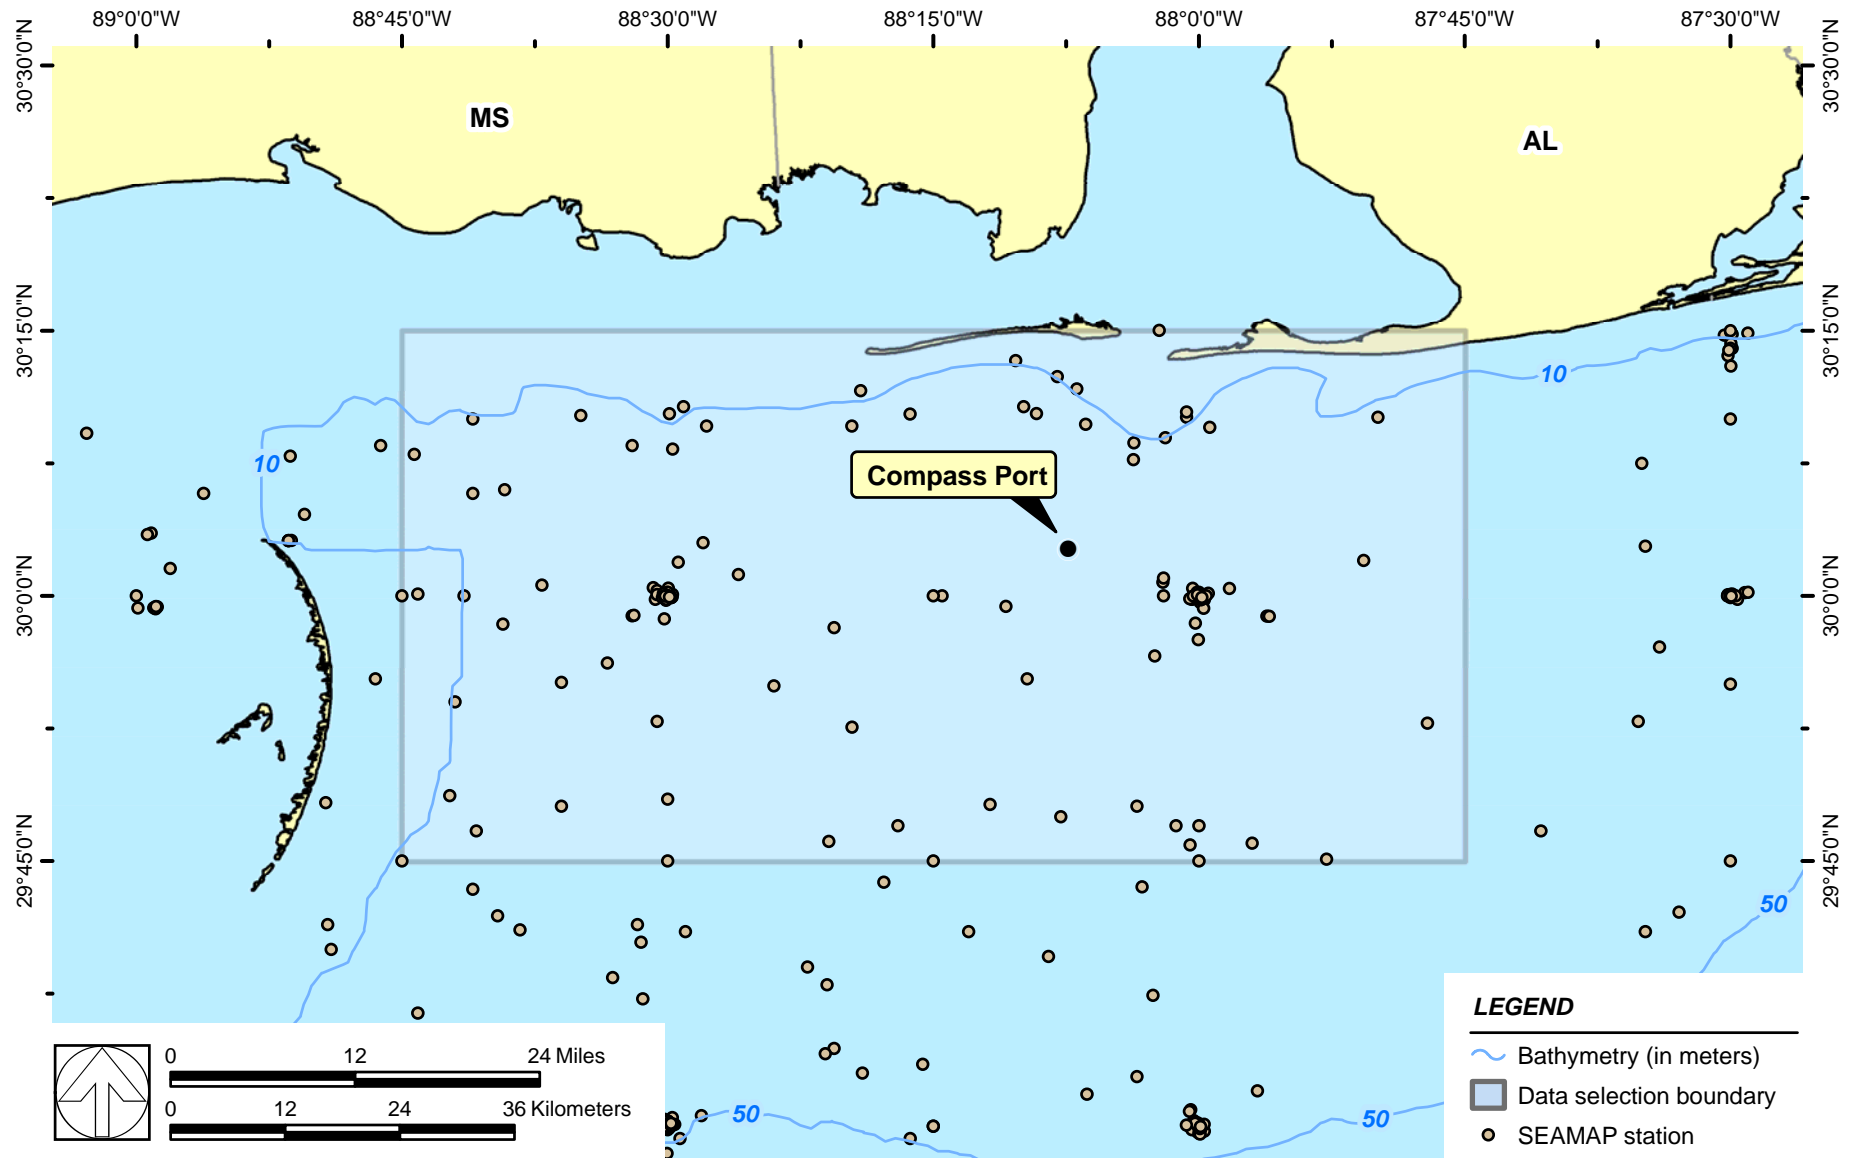 89°0'0"W
88°45'0"W
88°30'0"W
88°15'0"W
88°0'0"W
87°45'0"W
87°30'0"W
30°30'0"N
30°30'0"N
MS
AL
30°15'0"N
30°15'0"N
10
10
Compass Port
30°0'0"N
30°0'0"N
29°45'0"N
29°45'0"N
50
LEGEND
Bathymetry (in meters)
Data selection boundary
SEAMAP station
0 12 24 Miles
0 12 24 36 Kilometers
50
50